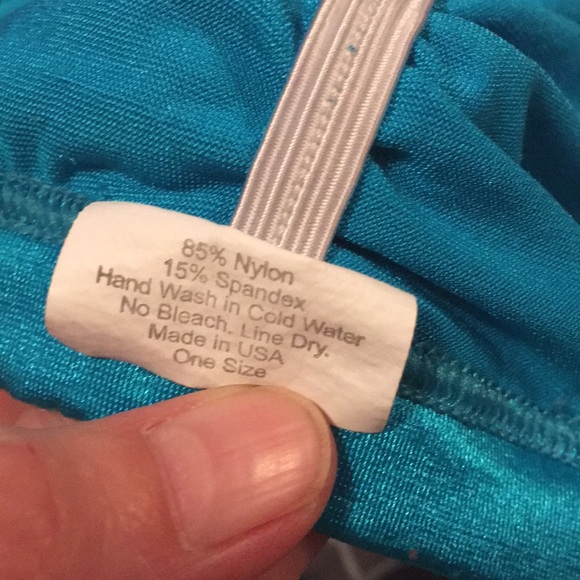 85% Nylon
15% Spandex
Hand Wash in Cold Water
No Bleach. Line Dry.
Made in USA
One Size